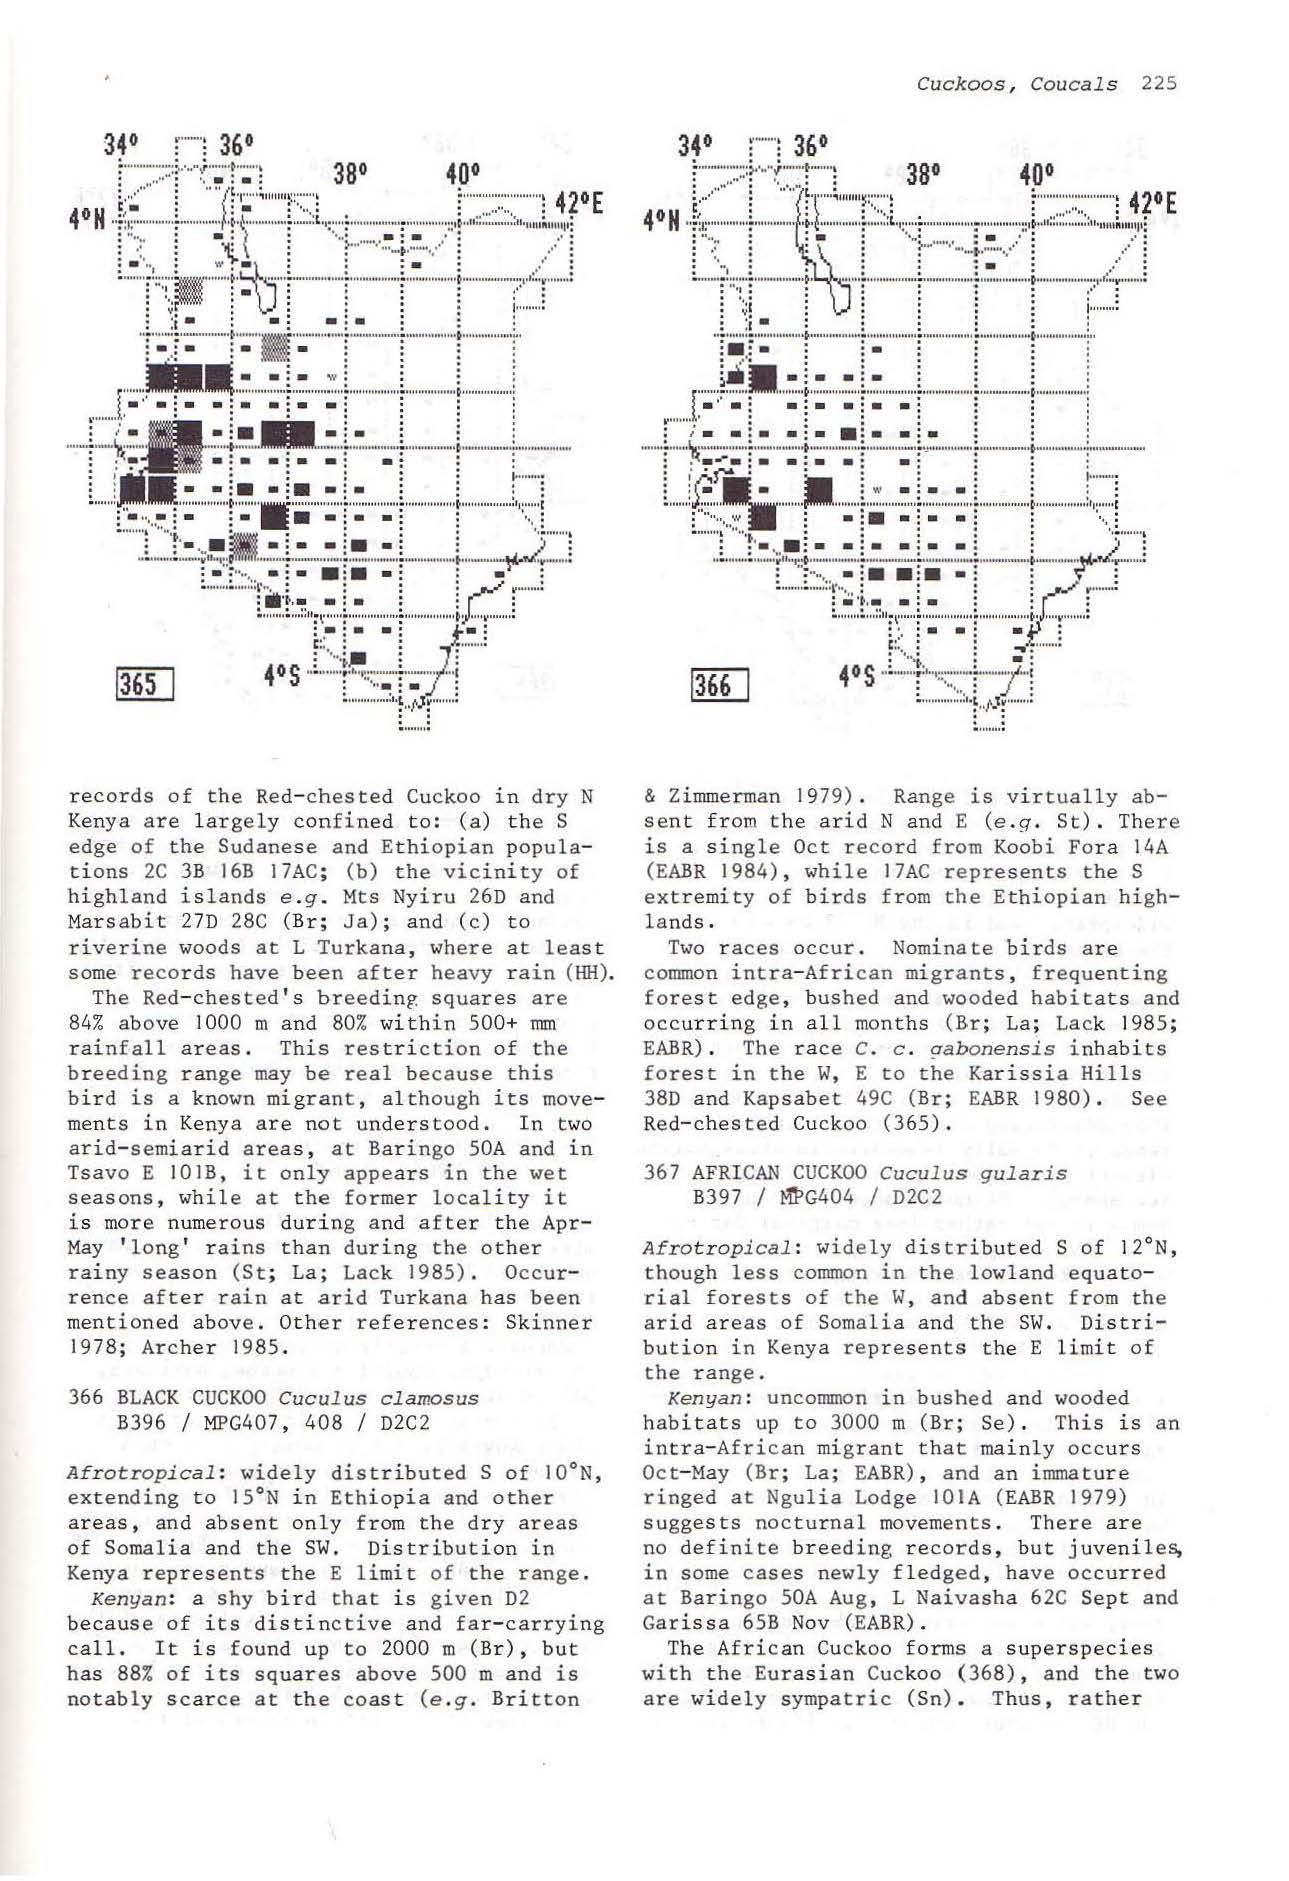 Cuckoos, Coucals 225
34° 36°
38° 40°
42°E
4°N
w
w
365
4°S
34° 36°
38° 40°
42°E
4°N
w
w
366
4°S
records of the Red-chested Cuckoo in dry N
Kenya are largely confined to: (a) the S
edge of the Sudanese and Ethiopian popula-
tions 2C 3B 16B 17AC; (b) the vicinity of
highland islands e.g. Mts Nyiru 26D and
Marsabit 27D 28C (Br; Ja); and (c) to
riverine woods at L Turkana, where at least
some records have been after heavy rain (HH).
The Red-chested's breeding squares are
84% above 1000 m and 80% within 500+ mm
rainfall areas. This restriction of the
breeding range may be real because this
bird is a known migrant, although its move-
ments in Kenya are not understood. In two
arid-semiarid areas, at Baringo 50A and in
Tsavo E 101B, it only appears in the wet
seasons, while at the former locality it
is more numerous during and after the Apr-
May 'long' rains than during the other
rainy season (St; La; Lack 1985). Occur-
rence after rain at arid Turkana has been
mentioned above. Other references: Skinner
1978; Archer 1985.
366 BLACK CUCKOO Cuculus clamosus
B396 / MPG407, 408 / D2C2
Afrotropical: widely distributed S of 10°N,
extending to 15°N in Ethiopia and other
areas, and absent only from the dry areas
of Somalia and the SW. Distribution in
Kenya represents the E limit of the range.
Kenyan: a shy bird that is given D2
because of its distinctive and far-carrying
call. It is found up to 2000 m (Br), but
has 88% of its squares above 500 m and is
notably scarce at the coast (e.g. Britton
& Zimmerman 1979). Range is virtually ab-
sent from the arid N and E (e.g. St). There
is a single Oct record from Koobi Fora 14A
(EABR 1984), while 17AC represents the S
extremity of birds from the Ethiopian high-
lands.
Two races occur. Nominate birds are
common intra-African migrants, frequenting
forest edge, bushed and wooded habitats and
occurring in all months (Br; La; Lack 1985;
EABR). The race C. c. gabonensis inhabits
forest in the W, E to the Karissia Hills
38D and Kapsabet 49C (Br; EABR 1980). See
Red-chested Cuckoo (365).
367 AFRICAN CUCKOO Cuculus gularis
B397 / MPG404 / D2C2
Afrotropical: widely distributed S of 12°N,
though less common in the lowland equato-
rial forests of the W, and absent from the
arid areas of Somalia and the SW. Distri-
bution in Kenya represents the E limit of
the range.
Kenyan: uncommon in bushed and wooded
habitats up to 3000 m (Br; Se). This is an
intra-African migrant that mainly occurs
Oct-May (Br; La; EABR), and an immature
ringed at Ngulia Lodge 101A (EABR 1979)
suggests nocturnal movements. There are
no definite breeding records, but juveniles,
in some cases newly fledged, have occurred
at Baringo 50A Aug, L Naivasha 62C Sept and
Garissa 65B Nov (EABR).
The African Cuckoo forms a superspecies
with the Eurasian Cuckoo (368), and the two
are widely sympatric (Sn). Thus, rather